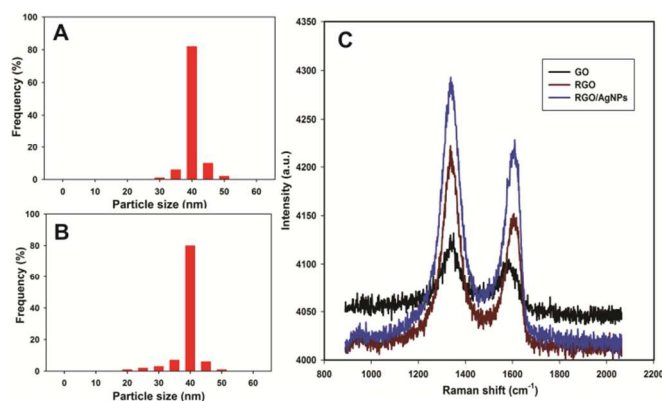 A
Frequency (%)
100
80
60
40
20
0
0 10 20 30 40 50 60
Particle size (nm)
B
Frequency (%)
100
80
60
40
20
0
0 10 20 30 40 50 60
Particle size (nm)
C
GO
RGO
RGO/AgNPs
Intensity (a.u.)
4350
4300
4250
4200
4150
4100
4050
4000
800 1000 1200 1400 1600 1800 2000 2200
Raman shift (cm⁻¹)